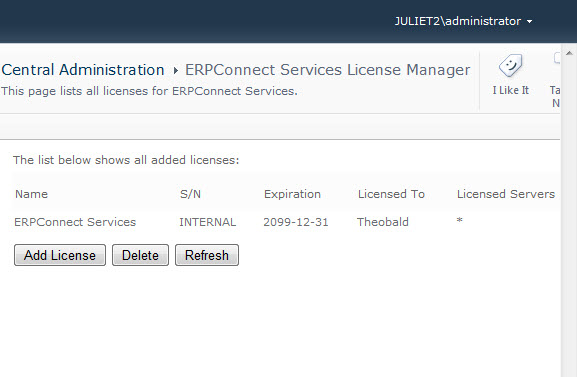 JULIET2\administrator
Central Administration ERPConnect Services License Manager
This page lists all licenses for ERPConnect Services.
I Like It
The list below shows all added licenses:
Name S/N Expiration Licensed To Licensed Servers
ERPConnect Services INTERNAL 2099-12-31 Theobald *
Add License Delete Refresh